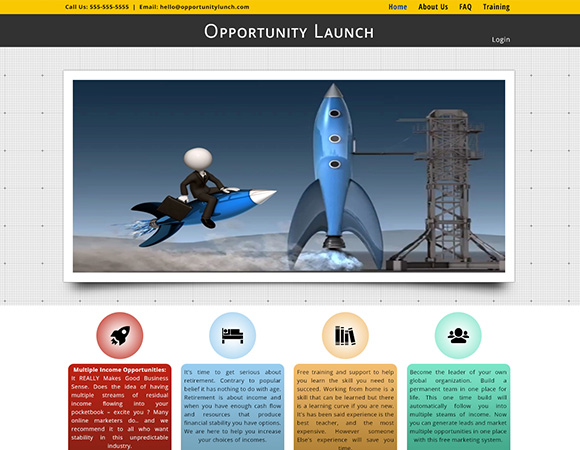 Call Us: 555-555-5555 | Email: hello@opportunitylunch.com
Home About Us FAQ Training
Opportunity Launch
Login
Multiple Income Opportunities:
It REALLY Makes Good Business
Sense. Does the idea of having
multiple streams of residual
income flowing into your
pocketbook – excite you ? Many
online marketers do.. and we
recommend it to all who want
stability in this unpredictable
industry.
It's time to get serious about
retirement. Contrary to popular
belief it has nothing to do with age.
Retirement is about income and
when you have enough cash flow
and resources that produce
financial stability you have options.
We are here to help you increase
your choices of incomes.
Free training and support to help
you learn the skill you need to
succeed. Working from home is a
skill that can be learned but there
is a learning curve if you are new.
It's has been said experience is the
best teacher, and the most
expensive. However someone
Else's experience will save you
time.
Become the leader of your own
global organization. Build a
permanent team in one place for
life. This one time build will
automatically follow you into
multiple steams of income. Now
you can generate leads and market
multiple opportunities in one place
with this free marketing system.